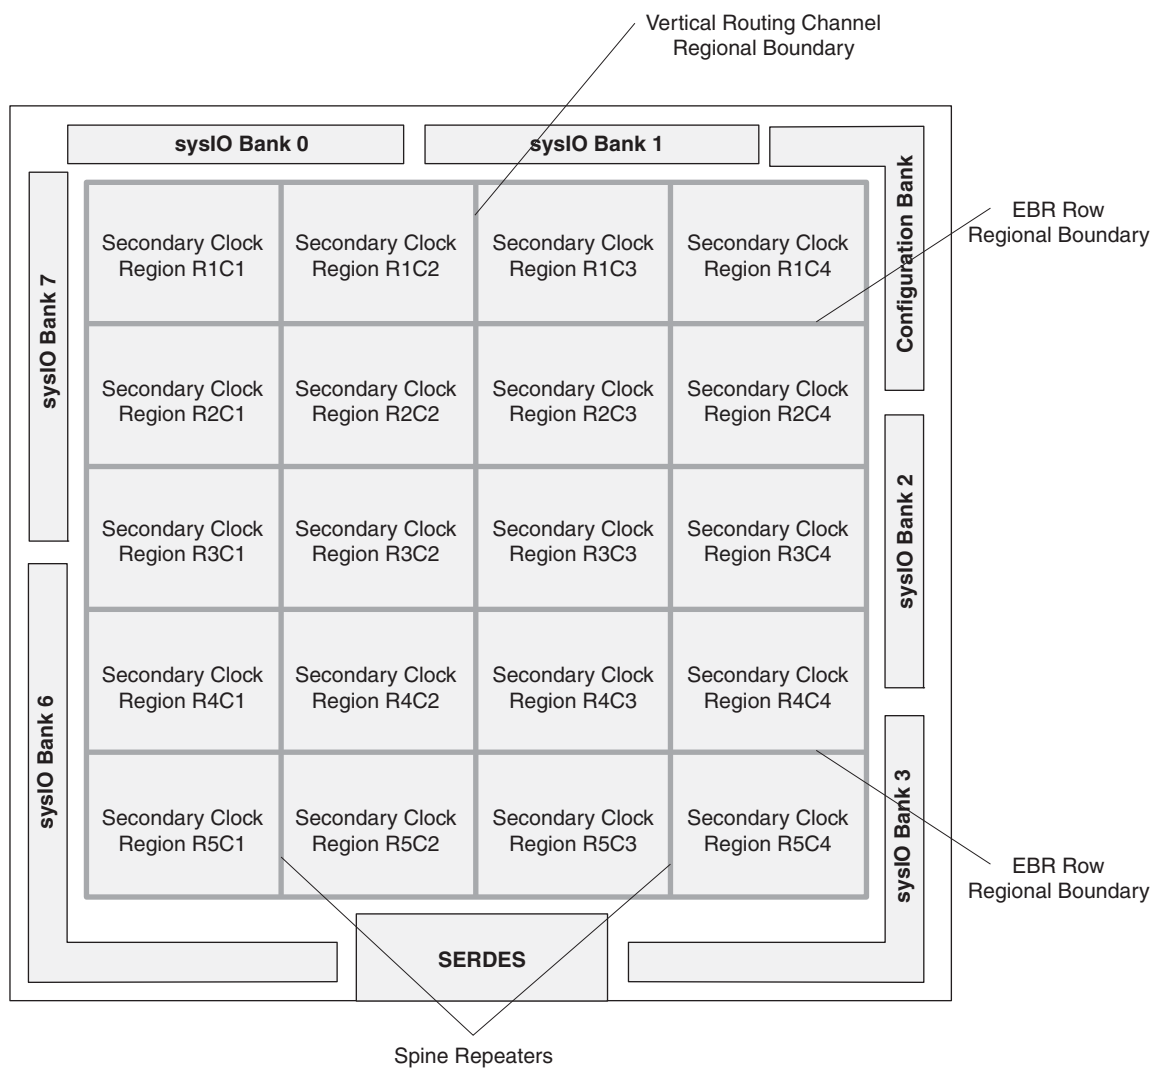 Vertical Routing Channel
Regional Boundary
sysIO Bank 0
sysIO Bank 1
Configuration Bank
EBR Row
Regional Boundary
sysIO Bank 7
Secondary Clock
Region R1C1
Secondary Clock
Region R1C2
Secondary Clock
Region R1C3
Secondary Clock
Region R1C4
Secondary Clock
Region R2C1
Secondary Clock
Region R2C2
Secondary Clock
Region R2C3
Secondary Clock
Region R2C4
sysIO Bank 2
Secondary Clock
Region R3C1
Secondary Clock
Region R3C2
Secondary Clock
Region R3C3
Secondary Clock
Region R3C4
sysIO Bank 6
Secondary Clock
Region R4C1
Secondary Clock
Region R4C2
Secondary Clock
Region R4C3
Secondary Clock
Region R4C4
Secondary Clock
Region R5C1
Secondary Clock
Region R5C2
Secondary Clock
Region R5C3
Secondary Clock
Region R5C4
sysIO Bank 3
EBR Row
Regional Boundary
SERDES
Spine Repeaters